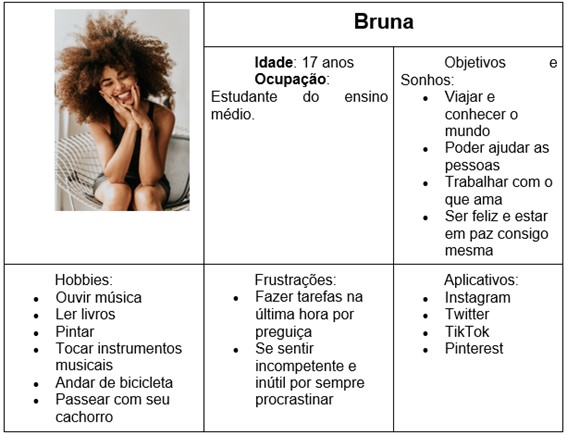 Bruna
Idade: 17 anos
Ocupação:
Estudante do ensino
médio.
Objetivos e
Sonhos:
• Viajar e
conhecer o
mundo
• Poder ajudar as
pessoas
• Trabalhar com o
que ama
• Ser feliz e estar
em paz consigo
mesma
Hobbies:
• Ouvir música
• Ler livros
• Pintar
• Tocar instrumentos
musicais
• Andar de bicicleta
• Passear com seu
cachorro
Frustrações:
• Fazer tarefas na
última hora por
preguiça
• Se sentir
incompetente e
inútil por sempre
procrastinar
Aplicativos:
• Instagram
• Twitter
• TikTok
• Pinterest